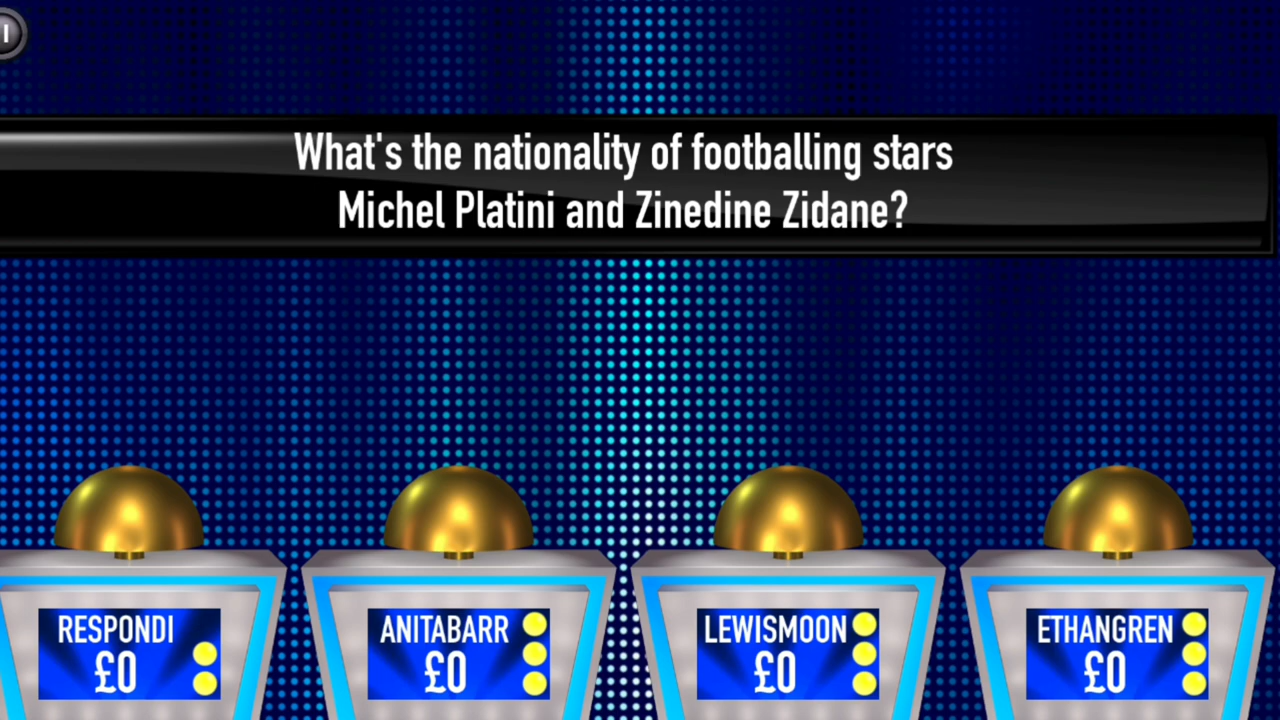 What's the nationality of footballing stars
Michel Platini and Zinedine Zidane?
RESPONDI
£0
ANITABARR
£0
LEWISMOON
£0
ETHANGREN
£0